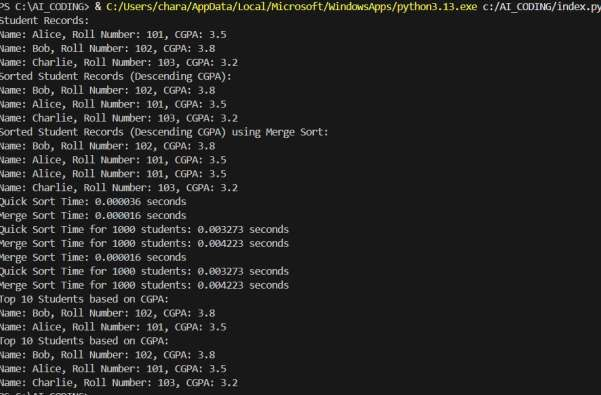 PS C:\AI_CODING> & C:/Users/chara/AppData/Local/Microsoft/WindowsApps/python3.13.exe c:/AI_CODING/index.py
Student Records:
Name: Alice, Roll Number: 101, CGPA: 3.5
Name: Bob, Roll Number: 102, CGPA: 3.8
Name: Charlie, Roll Number: 103, CGPA: 3.2
Sorted Student Records (Descending CGPA):
Name: Bob, Roll Number: 102, CGPA: 3.8
Name: Alice, Roll Number: 101, CGPA: 3.5
Name: Charlie, Roll Number: 103, CGPA: 3.2
Sorted Student Records (Descending CGPA) using Merge Sort:
Name: Bob, Roll Number: 102, CGPA: 3.8
Name: Alice, Roll Number: 101, CGPA: 3.5
Name: Alice, Roll Number: 101, CGPA: 3.5
Name: Charlie, Roll Number: 103, CGPA: 3.2
Quick Sort Time: 0.000036 seconds
Merge Sort Time: 0.000016 seconds
Quick Sort Time for 1000 students: 0.003273 seconds
Merge Sort Time for 1000 students: 0.004223 seconds
Merge Sort Time: 0.000016 seconds
Quick Sort Time for 1000 students: 0.003273 seconds
Merge Sort Time for 1000 students: 0.004223 seconds
Top 10 Students based on CGPA:
Name: Bob, Roll Number: 102, CGPA: 3.8
Name: Alice, Roll Number: 101, CGPA: 3.5
Top 10 Students based on CGPA:
Name: Bob, Roll Number: 102, CGPA: 3.8
Name: Alice, Roll Number: 101, CGPA: 3.5
Name: Charlie, Roll Number: 103, CGPA: 3.2
PS C:\AI_CODING>